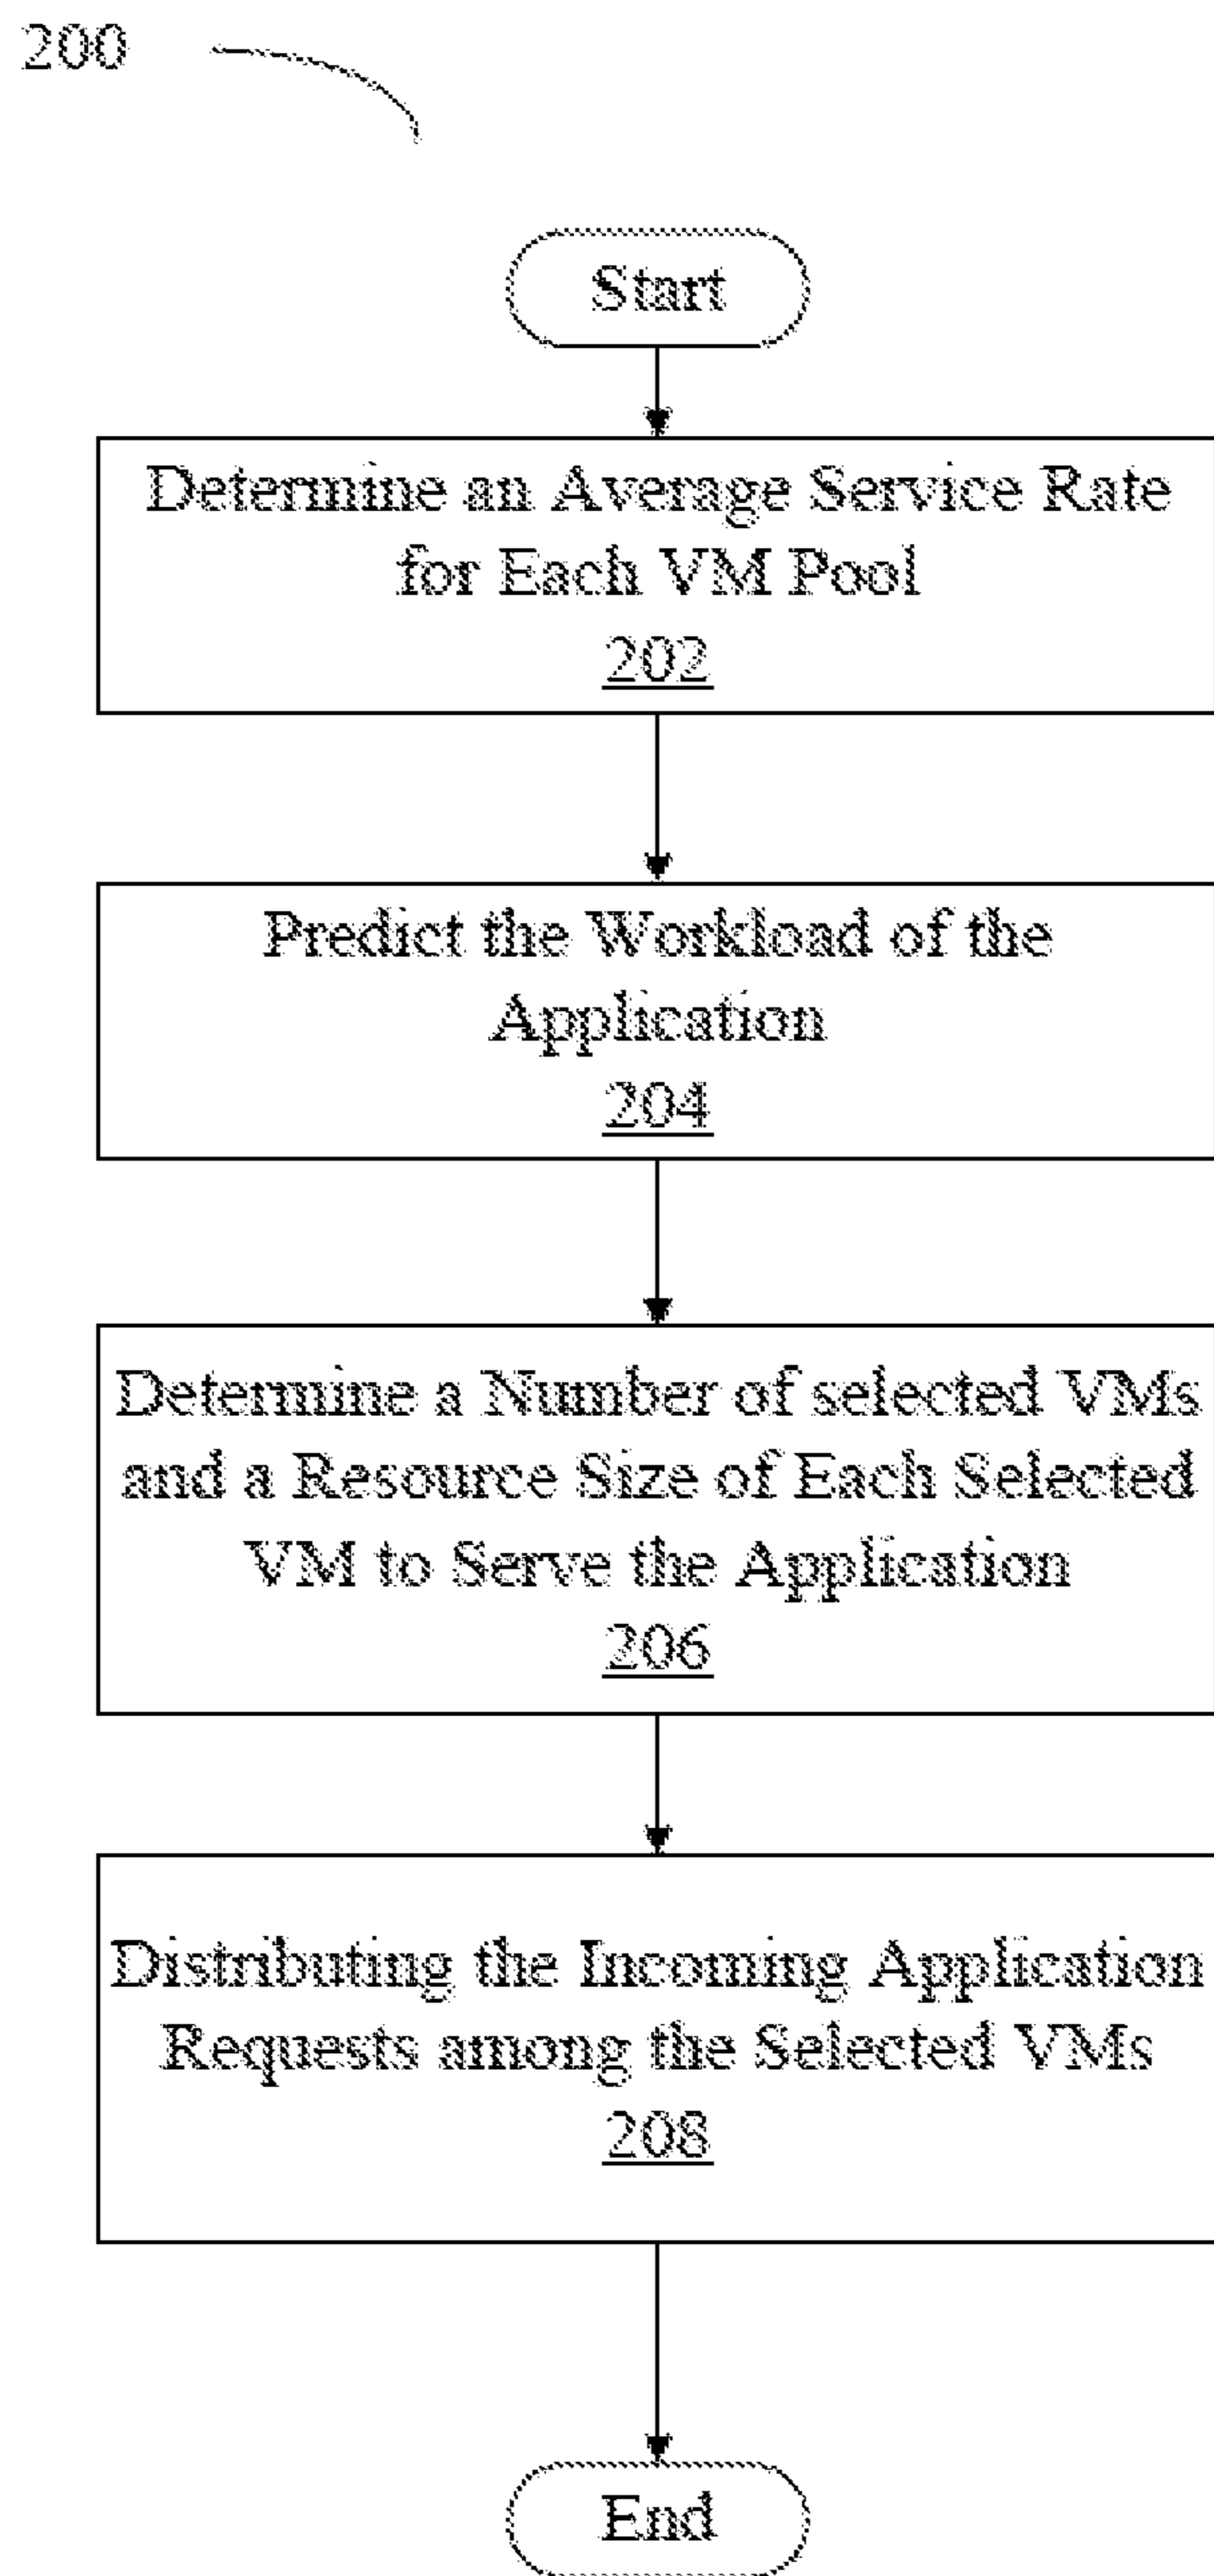 200
Start
Determine an Average Service Rate
for Each VM Pool
202
Predict the Workload of the
Application
204
Determine a Number of selected VMs
and a Resource Size of Each Selected
VM to Serve the Application
206
Distributing the Incoming Application
Requests among the Selected VMs
208
End